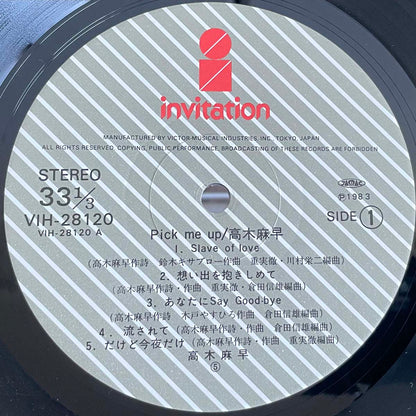 invitation
MANUFACTURED BY VICTOR MUSICAL INDUSTRIES, INC., TOKYO, JAPAN
ALL RIGHTS RESERVED, COPYING, PUBLIC PERFORMANCE, BROADCASTING OF THESE RECORDS ARE FORBIDDEN
STEREO
33 1/3
VIH-28120
VIH-28120 A
JASRAC
Ⓟ1983
SIDE ①
Pick me up/高木麻早
1. Slave of love
(高木麻早作詩 鈴木キサブロー作曲 重実徹・川村栄二編曲)
2. 想い出を抱きしめて
(高木麻早作詩・作曲 重実徹・倉田信雄編曲)
3. あなたにSay Good-bye
(高木麻早作詩 木戸やすひろ作曲 倉田信雄編曲)
4. 流されて (高木麻早作詩・作曲 倉田信雄編曲)
5. だけど今夜だけ (高木麻早作詩・作曲 重実徹編曲)
高木麻早
⑤